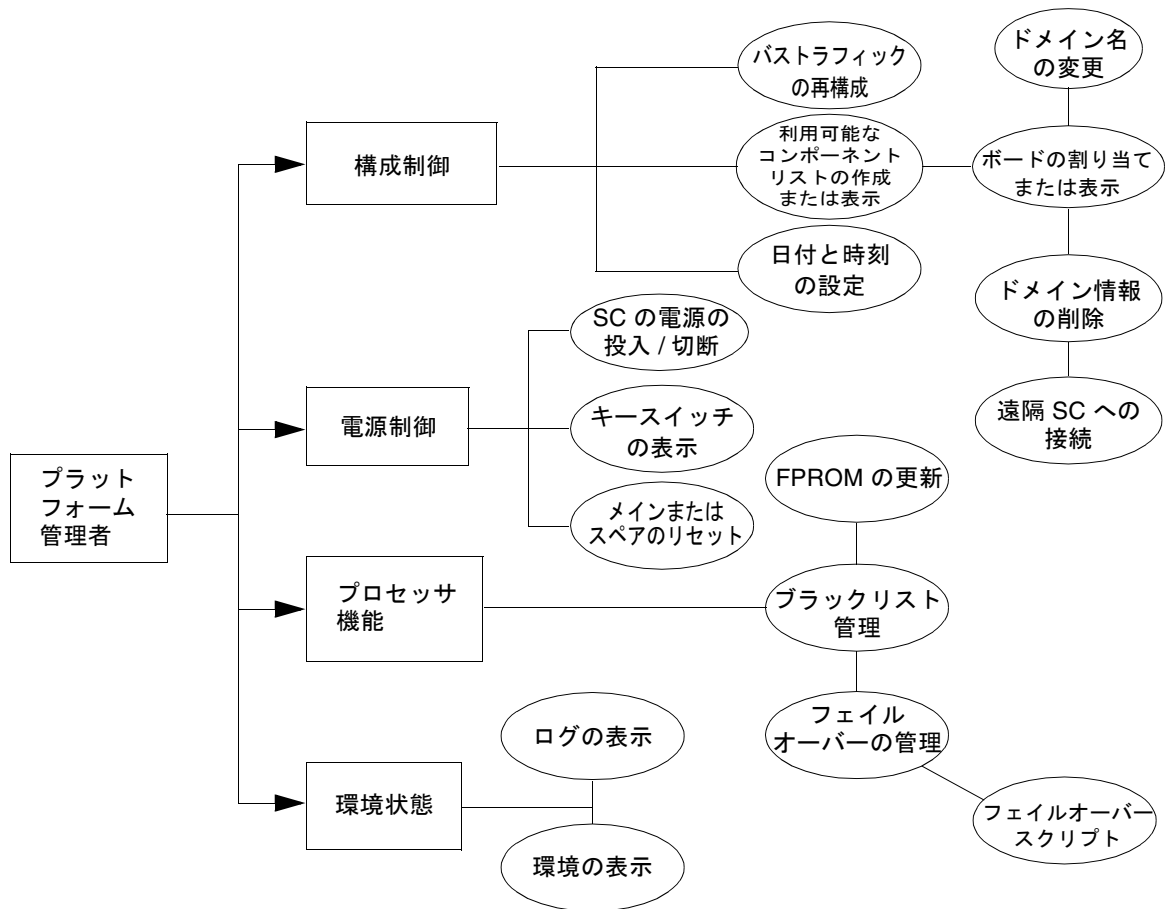 バストラフィック
の再構成
ドメイン名
の変更
構成制御
利用可能な
コンポーネント
リストの作成
または表示
ボードの割り当て
または表示
日付と時刻
の設定
ドメイン情報
の削除
SC の電源の
投入 / 切断
電源制御
キースイッチ
の表示
遠隔 SC への
接続
プラット
フォーム
管理者
FPROM の更新
メインまたは
スペアのリセット
プロセッサ
機能
ブラックリスト
管理
フェイル
オーバーの管理
ログの表示
環境状態
フェイルオーバー
スクリプト
環境の表示